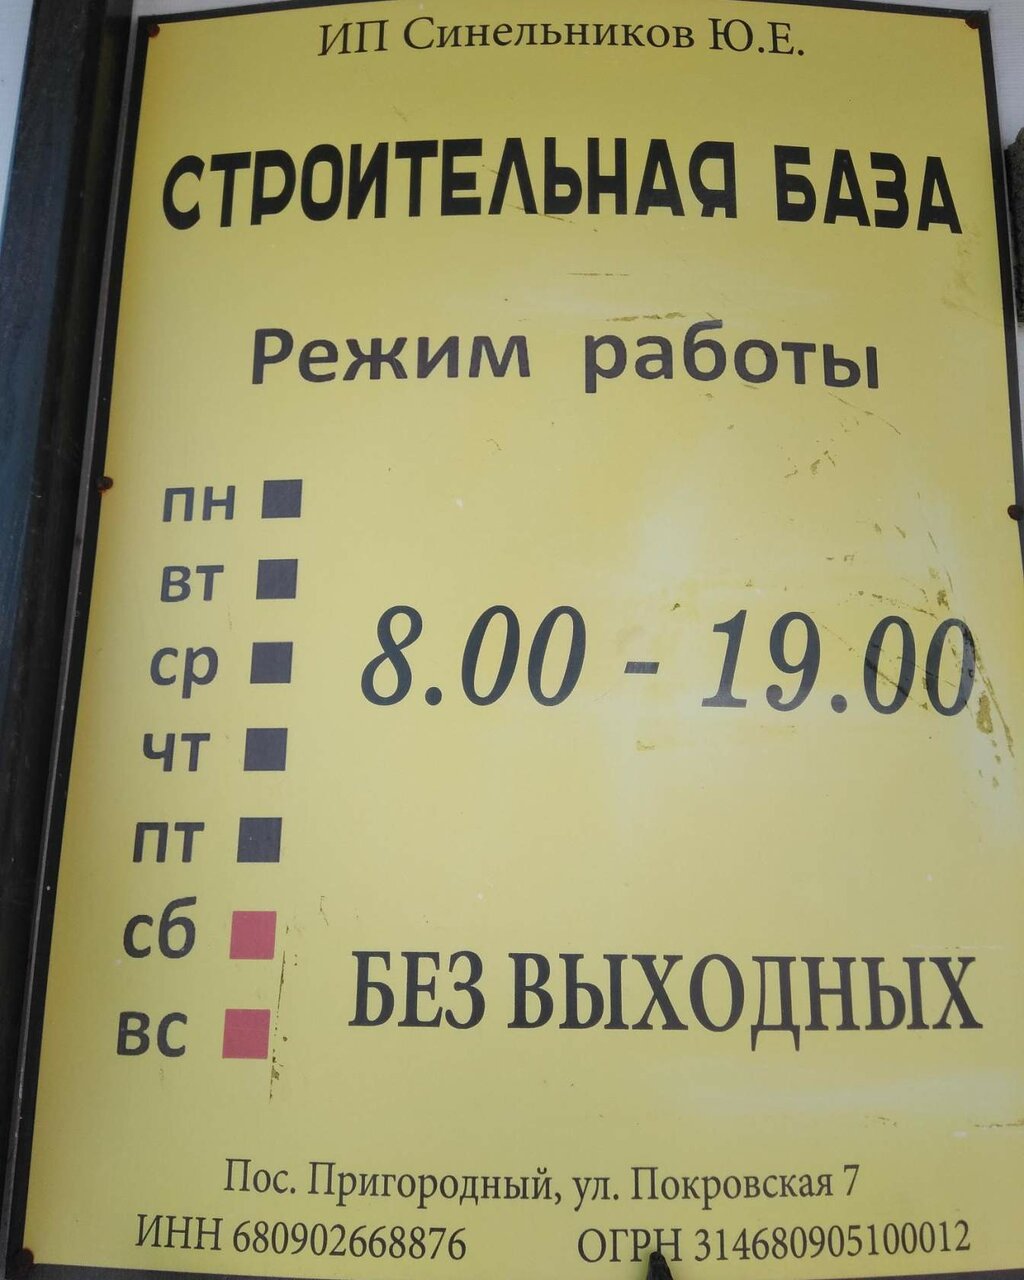 ИП Синельников Ю.Е.
СТРОИТЕЛЬНАЯ БАЗА
Режим работы
пн
вт
ср
8.00 - 19.00
чт
пт
сб
БЕЗ ВЫХОДНЫХ
вс
Пос. Пригородный, ул. Покровская 7
ИНН 680902668876 ОГРН 314680905100012